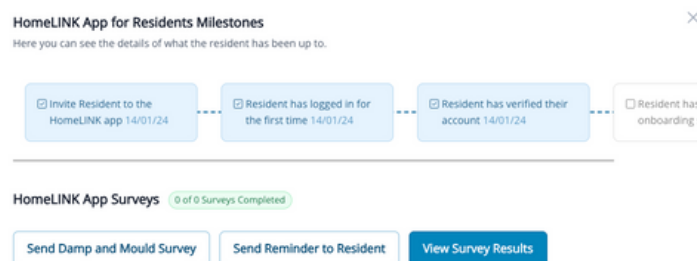 HomeLINK App for Residents Milestones
Here you can see the details of what the resident has been up to.
Invite Resident to the
HomeLINK app 14/01/24
Resident has logged in for
the first time 14/01/24
Resident has verified their
account 14/01/24
Resident has
onboarding
HomeLINK App Surveys 0 of 0 Surveys Completed
Send Damp and Mould Survey Send Reminder to Resident View Survey Results